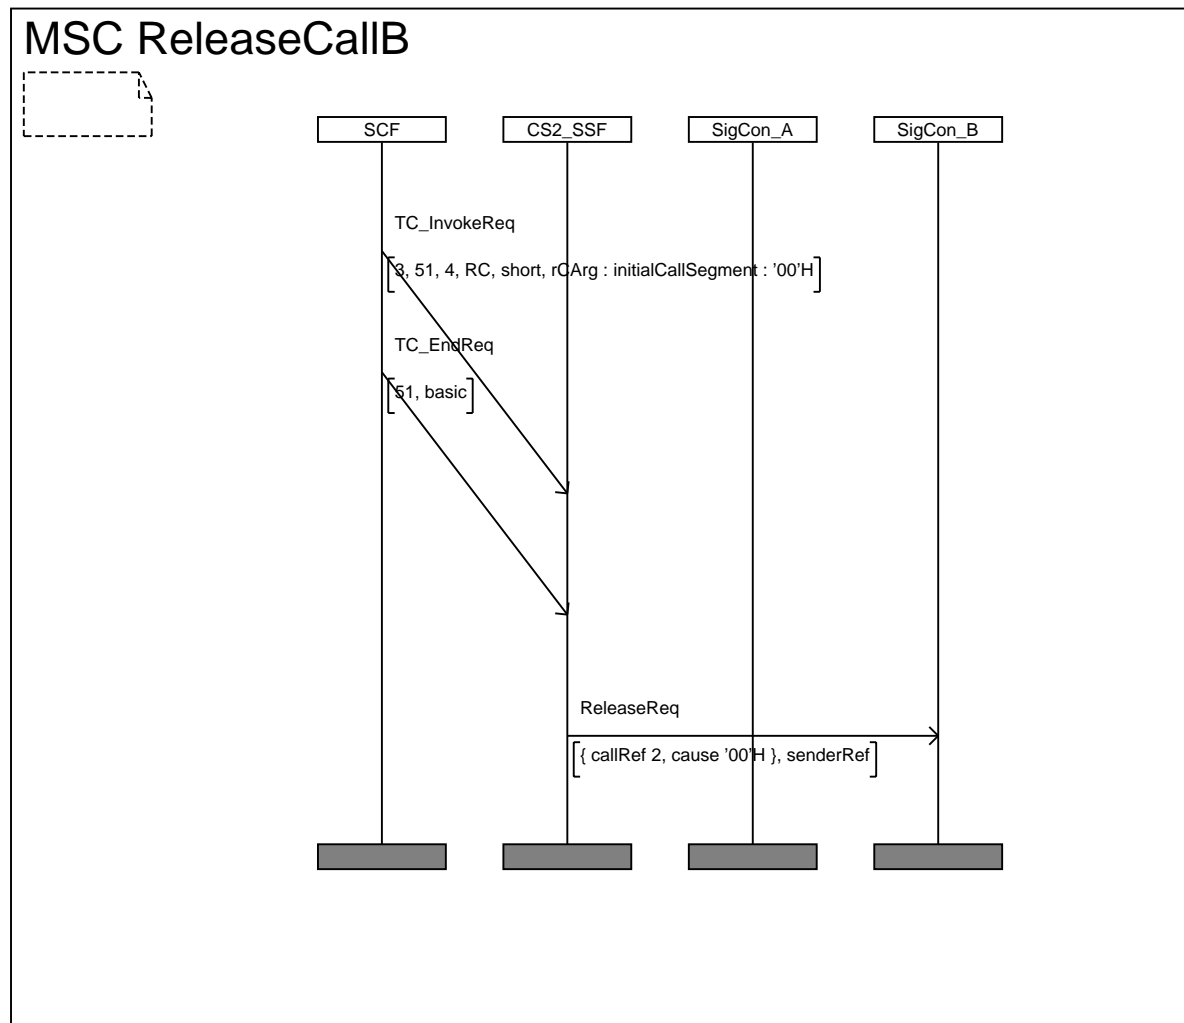 MSC ReleaseCallB
SCF
CS2_SSF
SigCon_A
SigCon_B
TC_InvokeReq
3, 51, 4, RC, short, rCArg : initialCallSegment : ’00’H
TC_EndReq
51, basic
ReleaseReq
{ callRef 2, cause ’00’H }, senderRef